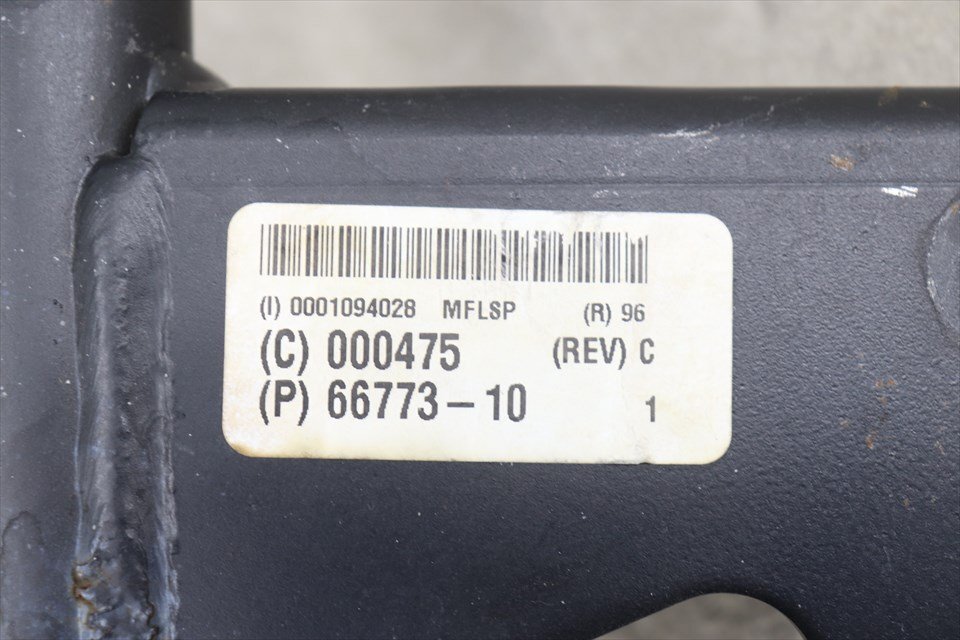 (I) 0001094028 MFLSP (R) 96
(C) 000475 (REV) C
(P) 66773-10 1